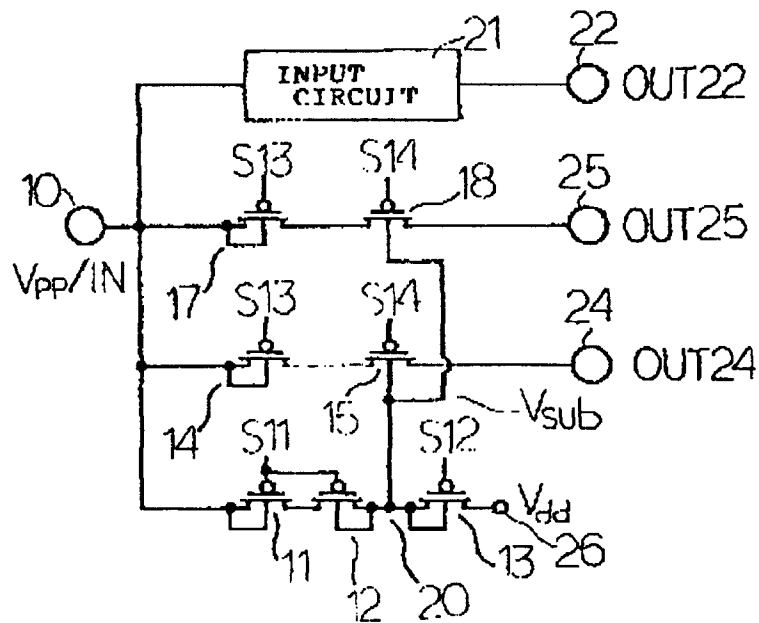 21
22
INPUT
CIRCUIT
OUT22
S13
S14
18
25
10
OUT25
VPP/IN
17
S13
S14
24
OUT24
14
15
Vsub
S11
S12
Vdd
11
12
20
13
26